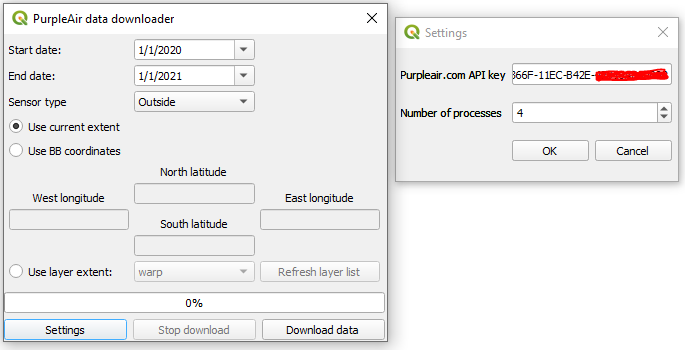 PurpleAir data downloader
Start date: 1/1/2020
End date: 1/1/2021
Sensor type Outside
Use current extent
Use BB coordinates
North latitude
West longitude East longitude
South latitude
Use layer extent: warp Refresh layer list
0%
Settings Stop download Download data
Settings
Purpleair.com API key 366F-11EC-B42E-
Number of processes 4
OK Cancel